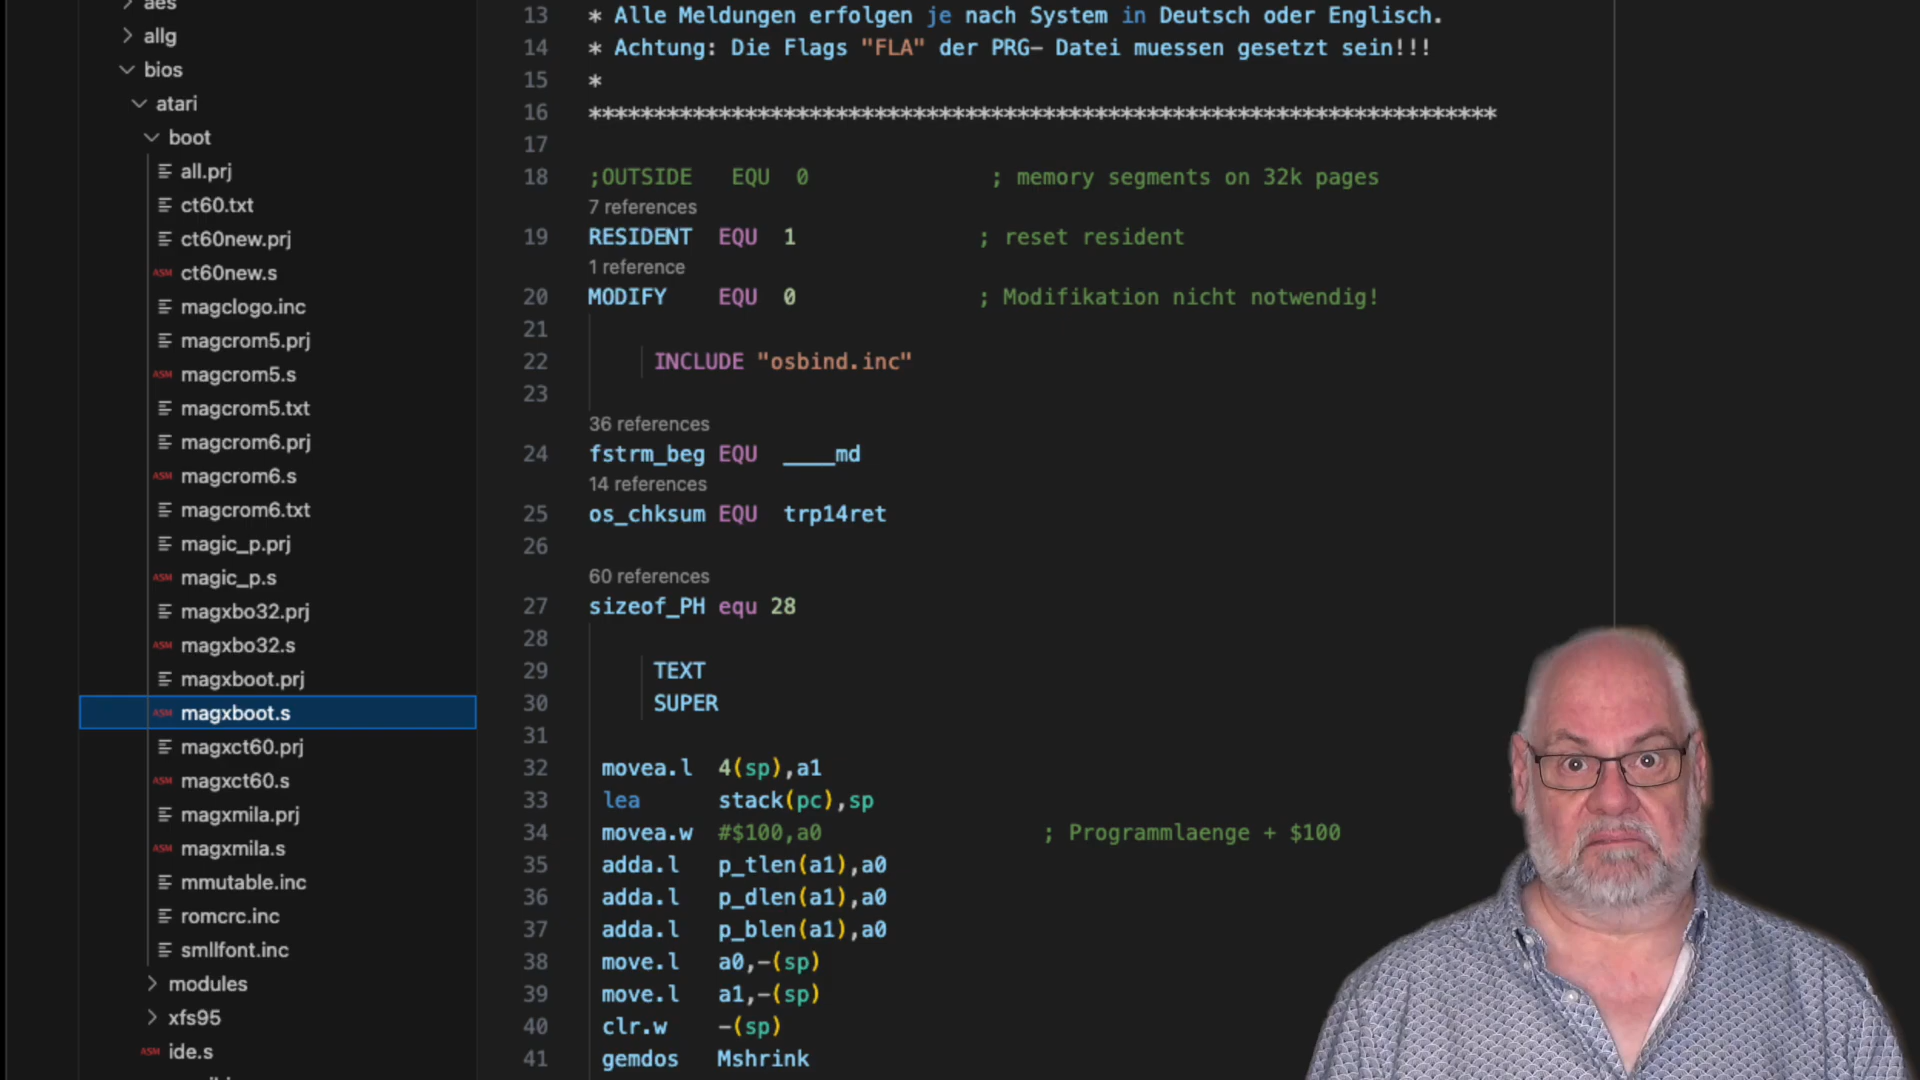 aes
allg
bios
atari
boot
all.prj
ct60.txt
ct60new.prj
ASM ct60new.s
magclogo.inc
magcrom5.prj
ASM magcrom5.s
magcrom5.txt
magcrom6.prj
ASM magcrom6.s
magcrom6.txt
magic_p.prj
ASM magic_p.s
magxbo32.prj
ASM magxbo32.s
magxboot.prj
ASM magxboot.s
magxct60.prj
ASM magxct60.s
magxmila.prj
ASM magxmila.s
mmutable.inc
romcrc.inc
smllfont.inc
modules
xfs95
ASM ide.s
13 * Alle Meldungen erfolgen je nach System in Deutsch oder Englisch.
14 * Achtung: Die Flags "FLA" der PRG- Datei muessen gesetzt sein!!!
15 *
16 **********************************************************************
17
18 ;OUTSIDE EQU 0 ; memory segments on 32k pages
7 references
19 RESIDENT EQU 1 ; reset resident
1 reference
20 MODIFY EQU 0 ; Modifikation nicht notwendig!
21
22 INCLUDE "osbind.inc"
23
36 references
24 fstrm_beg EQU ____md
14 references
25 os_chksum EQU trp14ret
26
60 references
27 sizeof_PH equ 28
28
29 TEXT
30 SUPER
31
32 movea.l 4(sp),a1
33 lea stack(pc),sp
34 movea.w #$100,a0 ; Programmlaenge + $100
35 adda.l p_tlen(a1),a0
36 adda.l p_dlen(a1),a0
37 adda.l p_blen(a1),a0
38 move.l a0,-(sp)
39 move.l a1,-(sp)
40 clr.w -(sp)
41 gemdos Mshrink